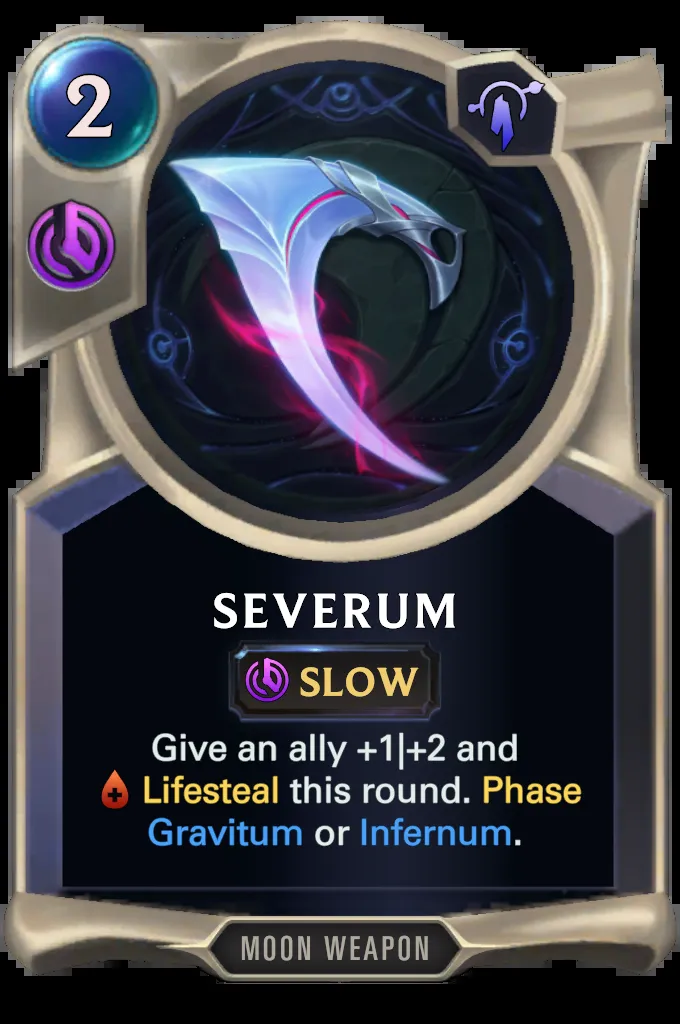 2
SEVERUM
SLOW
Give an ally +1|+2 and
Lifesteal this round. Phase
Gravitum or Infernum.
MOON WEAPON